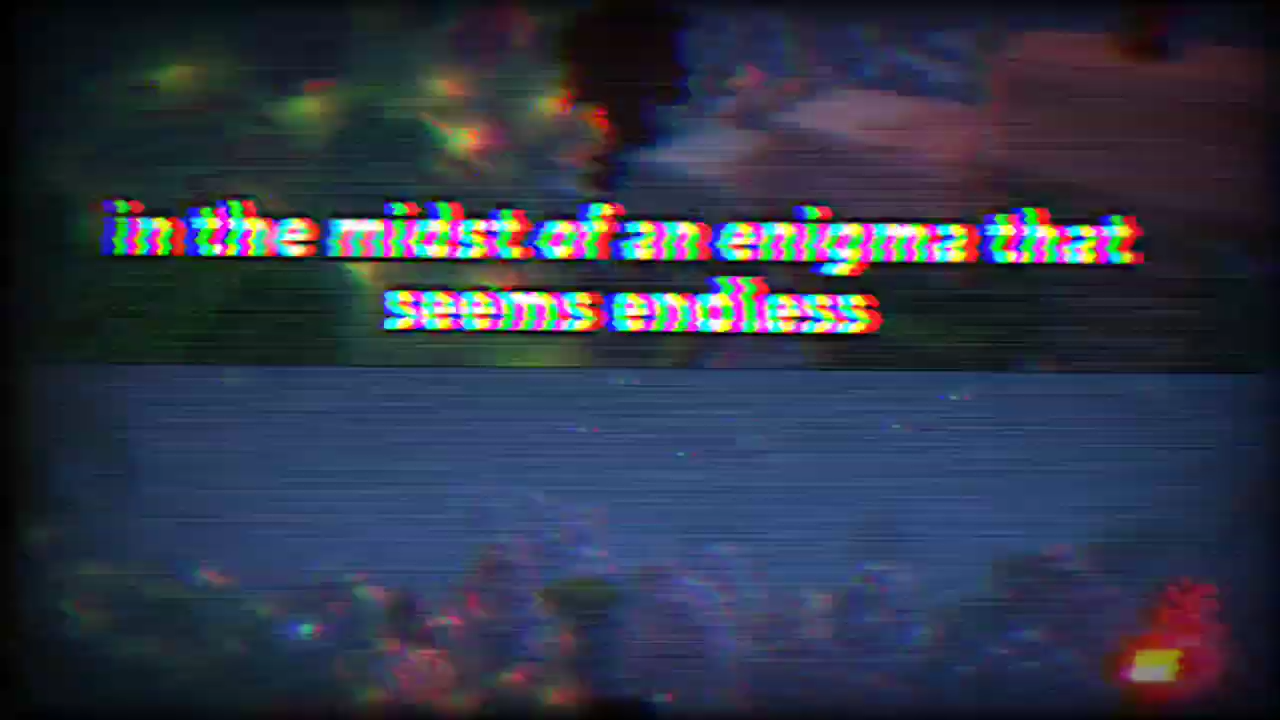 in the midst of an enigma that
seems endless